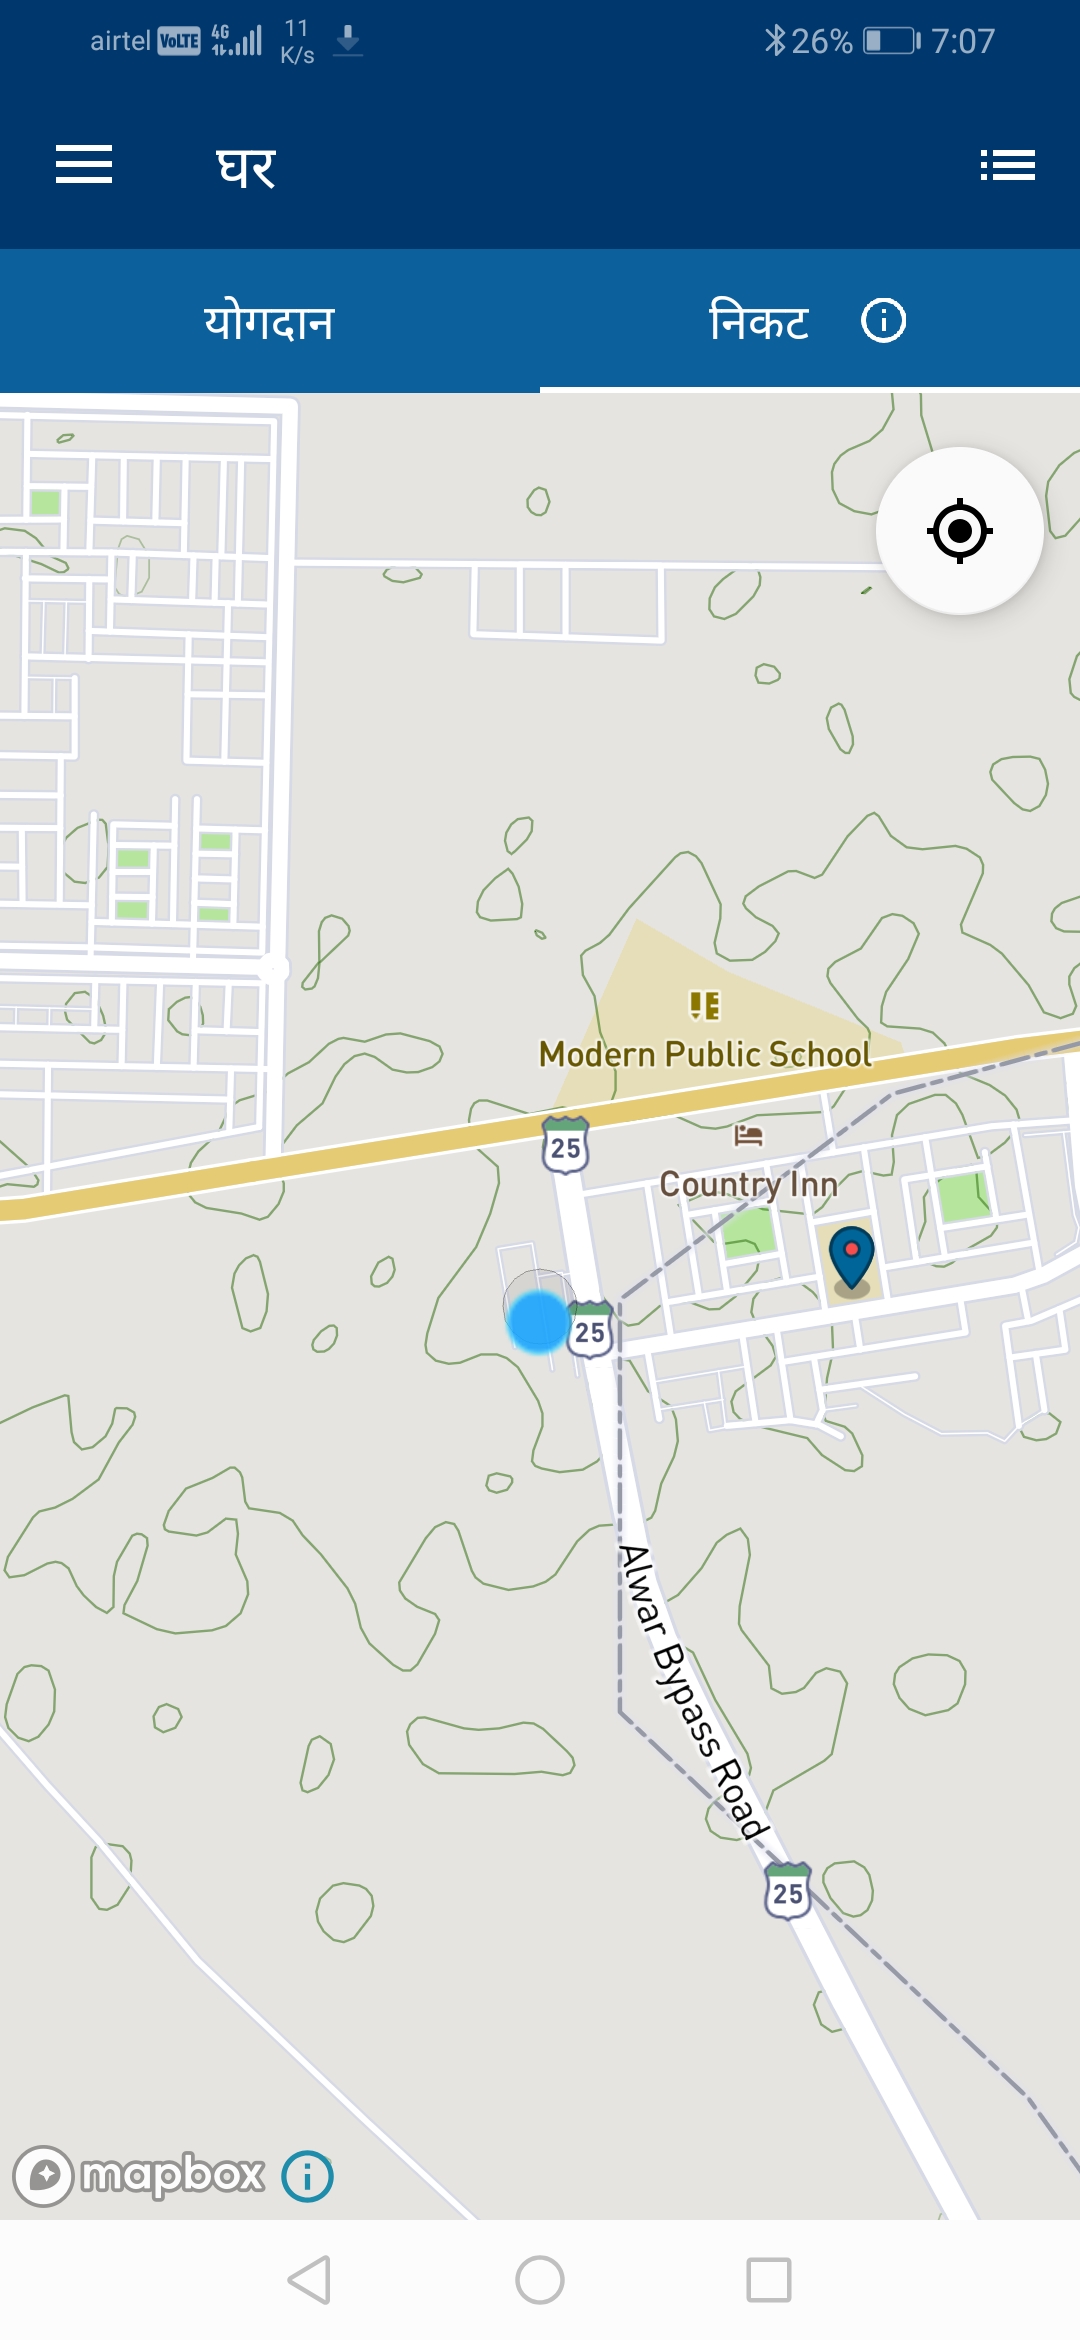 airtel VoLTE 4G 11 K/s 26% 7:07
घर
योगदान निकट
Modern Public School
25
Country Inn
25
Alwar Bypass Road
25
mapbox